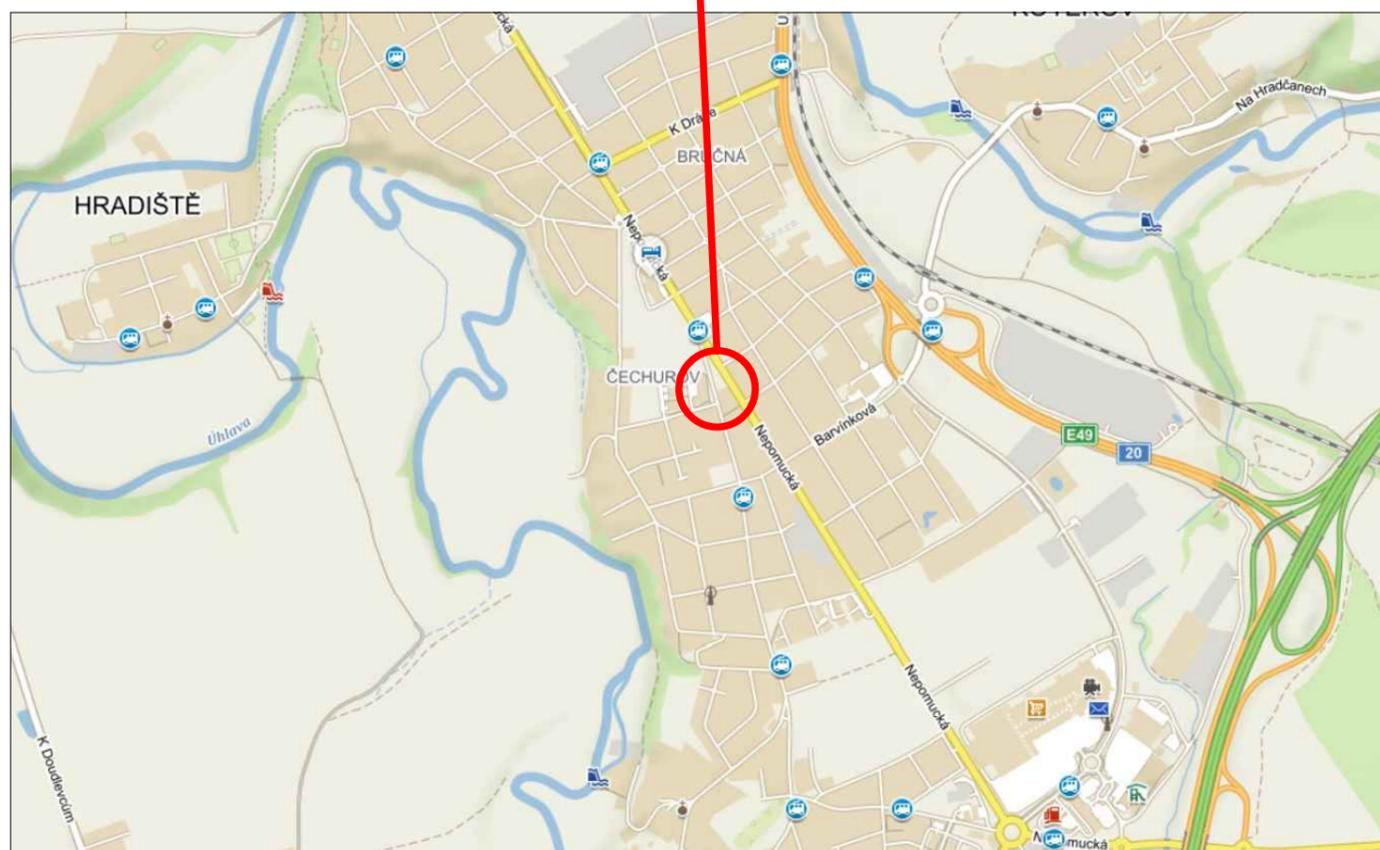 K Dráze
BRUČNÁ
Na Hradčanech
HRADIŠTĚ
Nepomucká
ČECHUROV
Úhlava
Barvínková
Nepomucká
E49
20
Nepomucká
K Doudlevcům